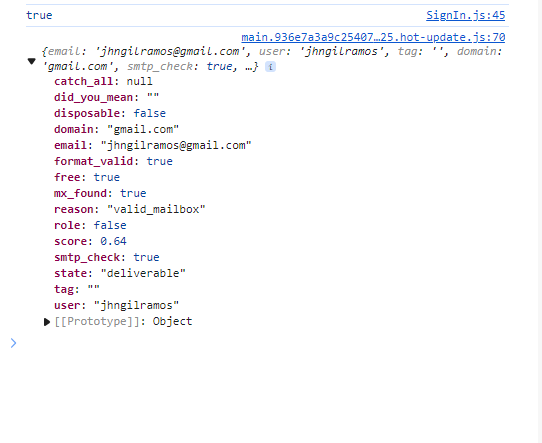 true SignIn.js:45
main.936e7a3a9c25407…25.hot-update.js:70
{email: 'jhngilramos@gmail.com', user: 'jhngilramos', tag: '', domain:
'gmail.com', smtp_check: true, …} i
catch_all: null
did_you_mean: ""
disposable: false
domain: "gmail.com"
email: "jhngilramos@gmail.com"
format_valid: true
free: true
mx_found: true
reason: "valid_mailbox"
role: false
score: 0.64
smtp_check: true
state: "deliverable"
tag: ""
user: "jhngilramos"
[[Prototype]]: Object